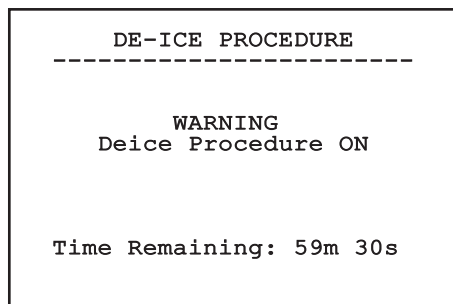 DE-ICE PROCEDURE
------------------------
WARNING
Deice Procedure ON
Time Remaining: 59m 30s